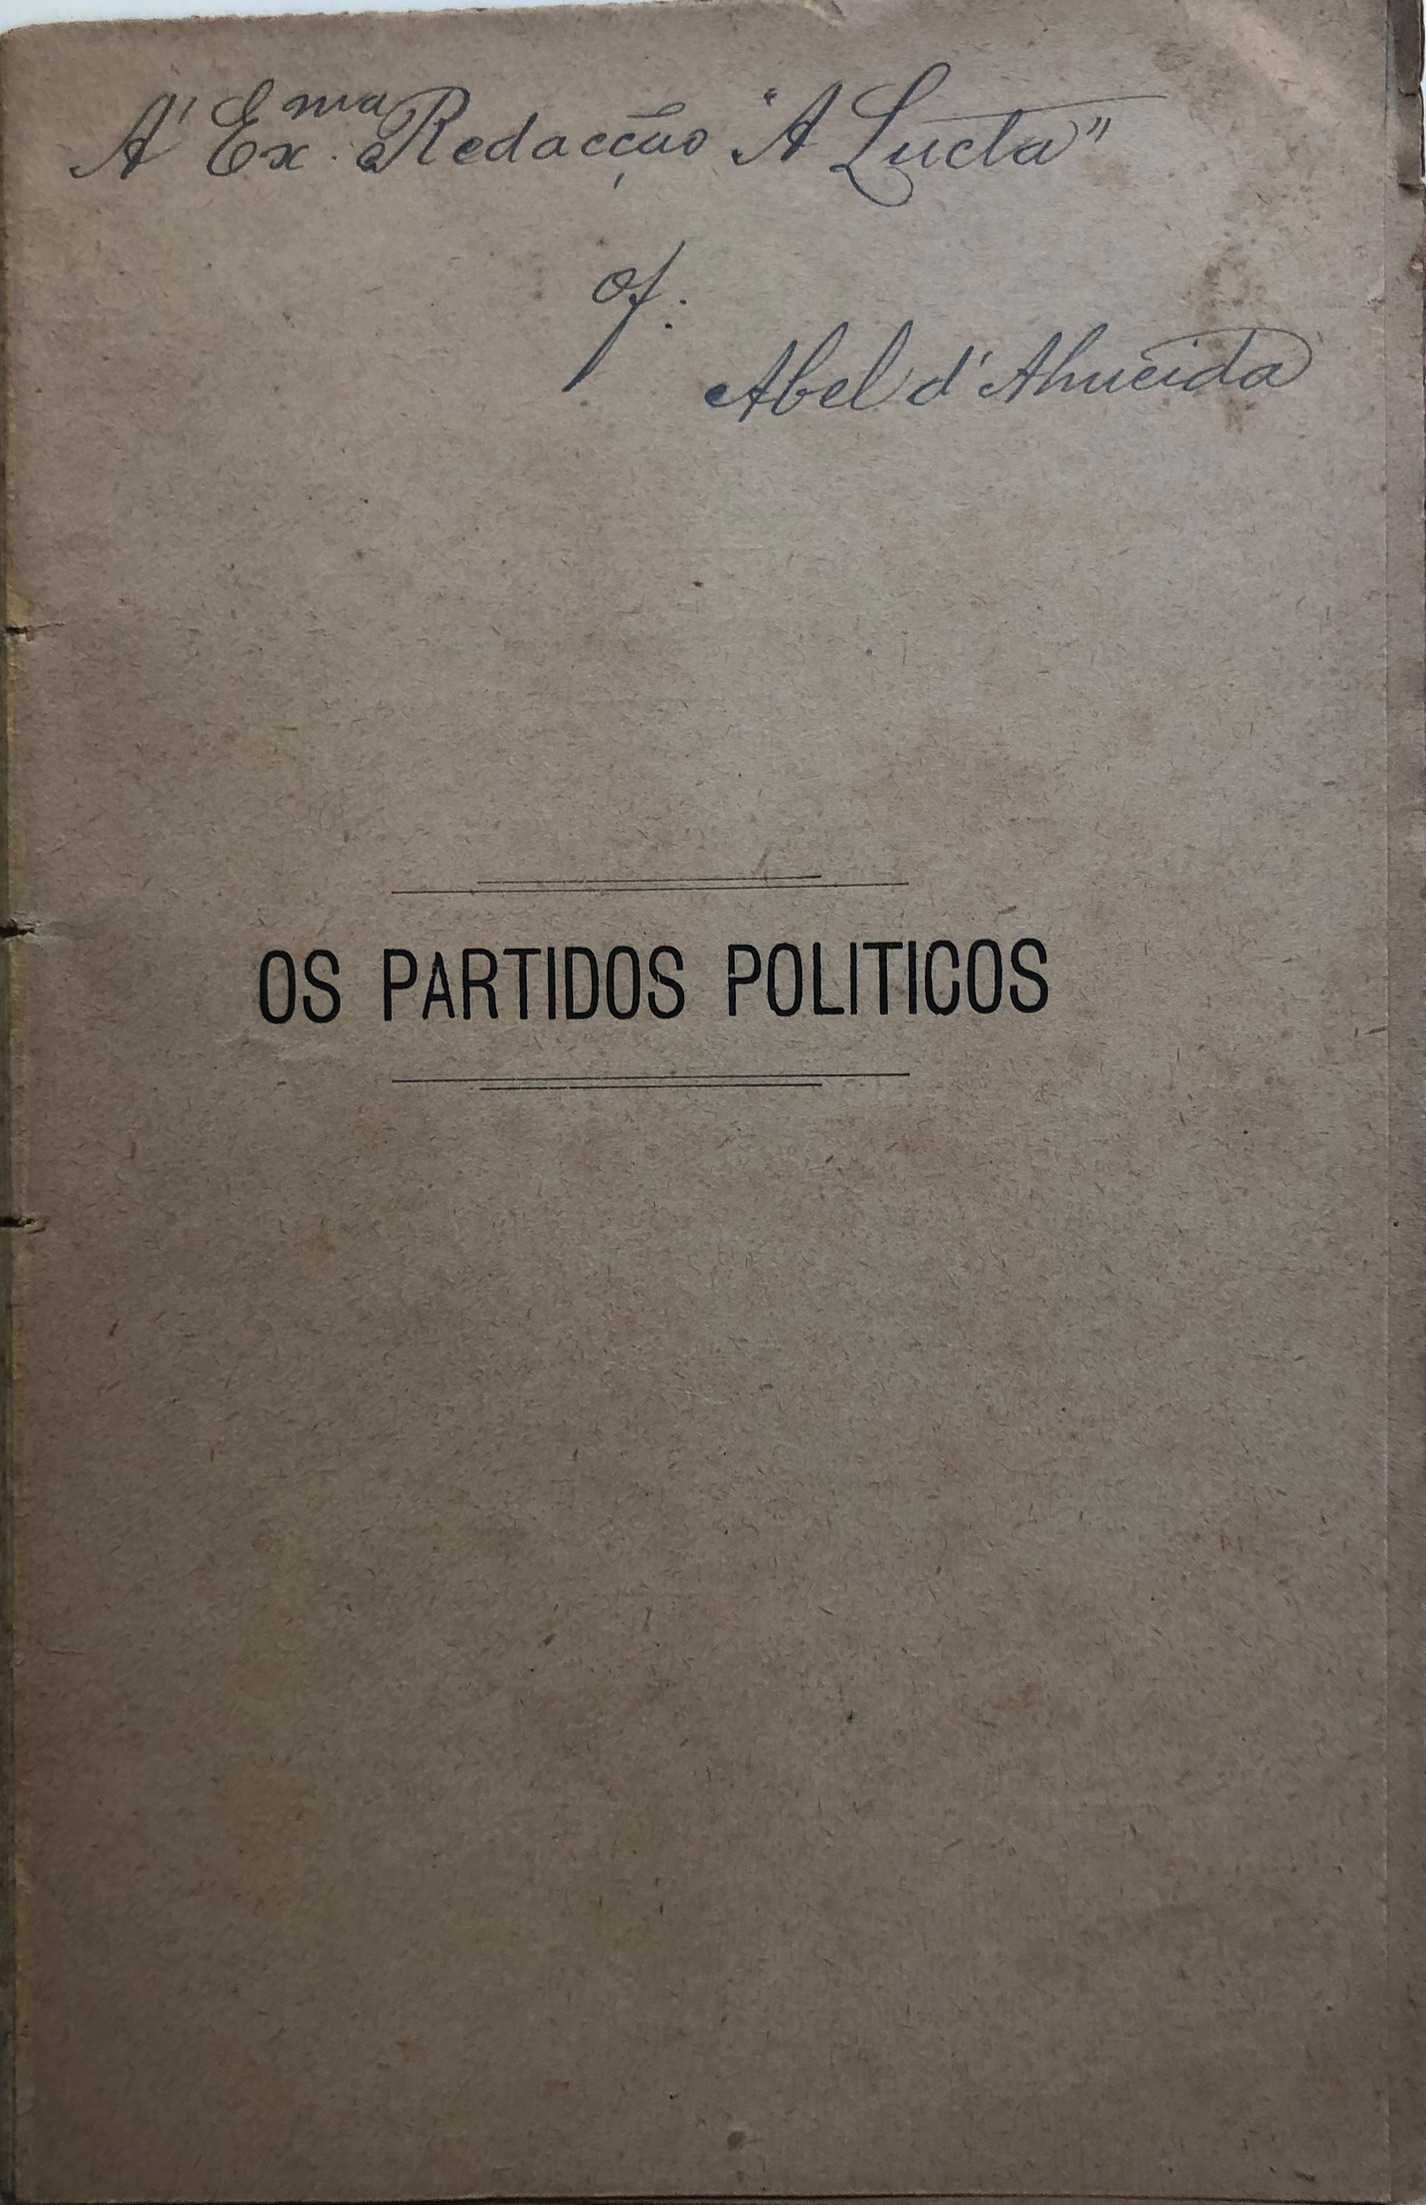 A' Ex.ma Redacção "A Lucta"
of.
Abel d'Almeida
OS PARTIDOS POLITICOS